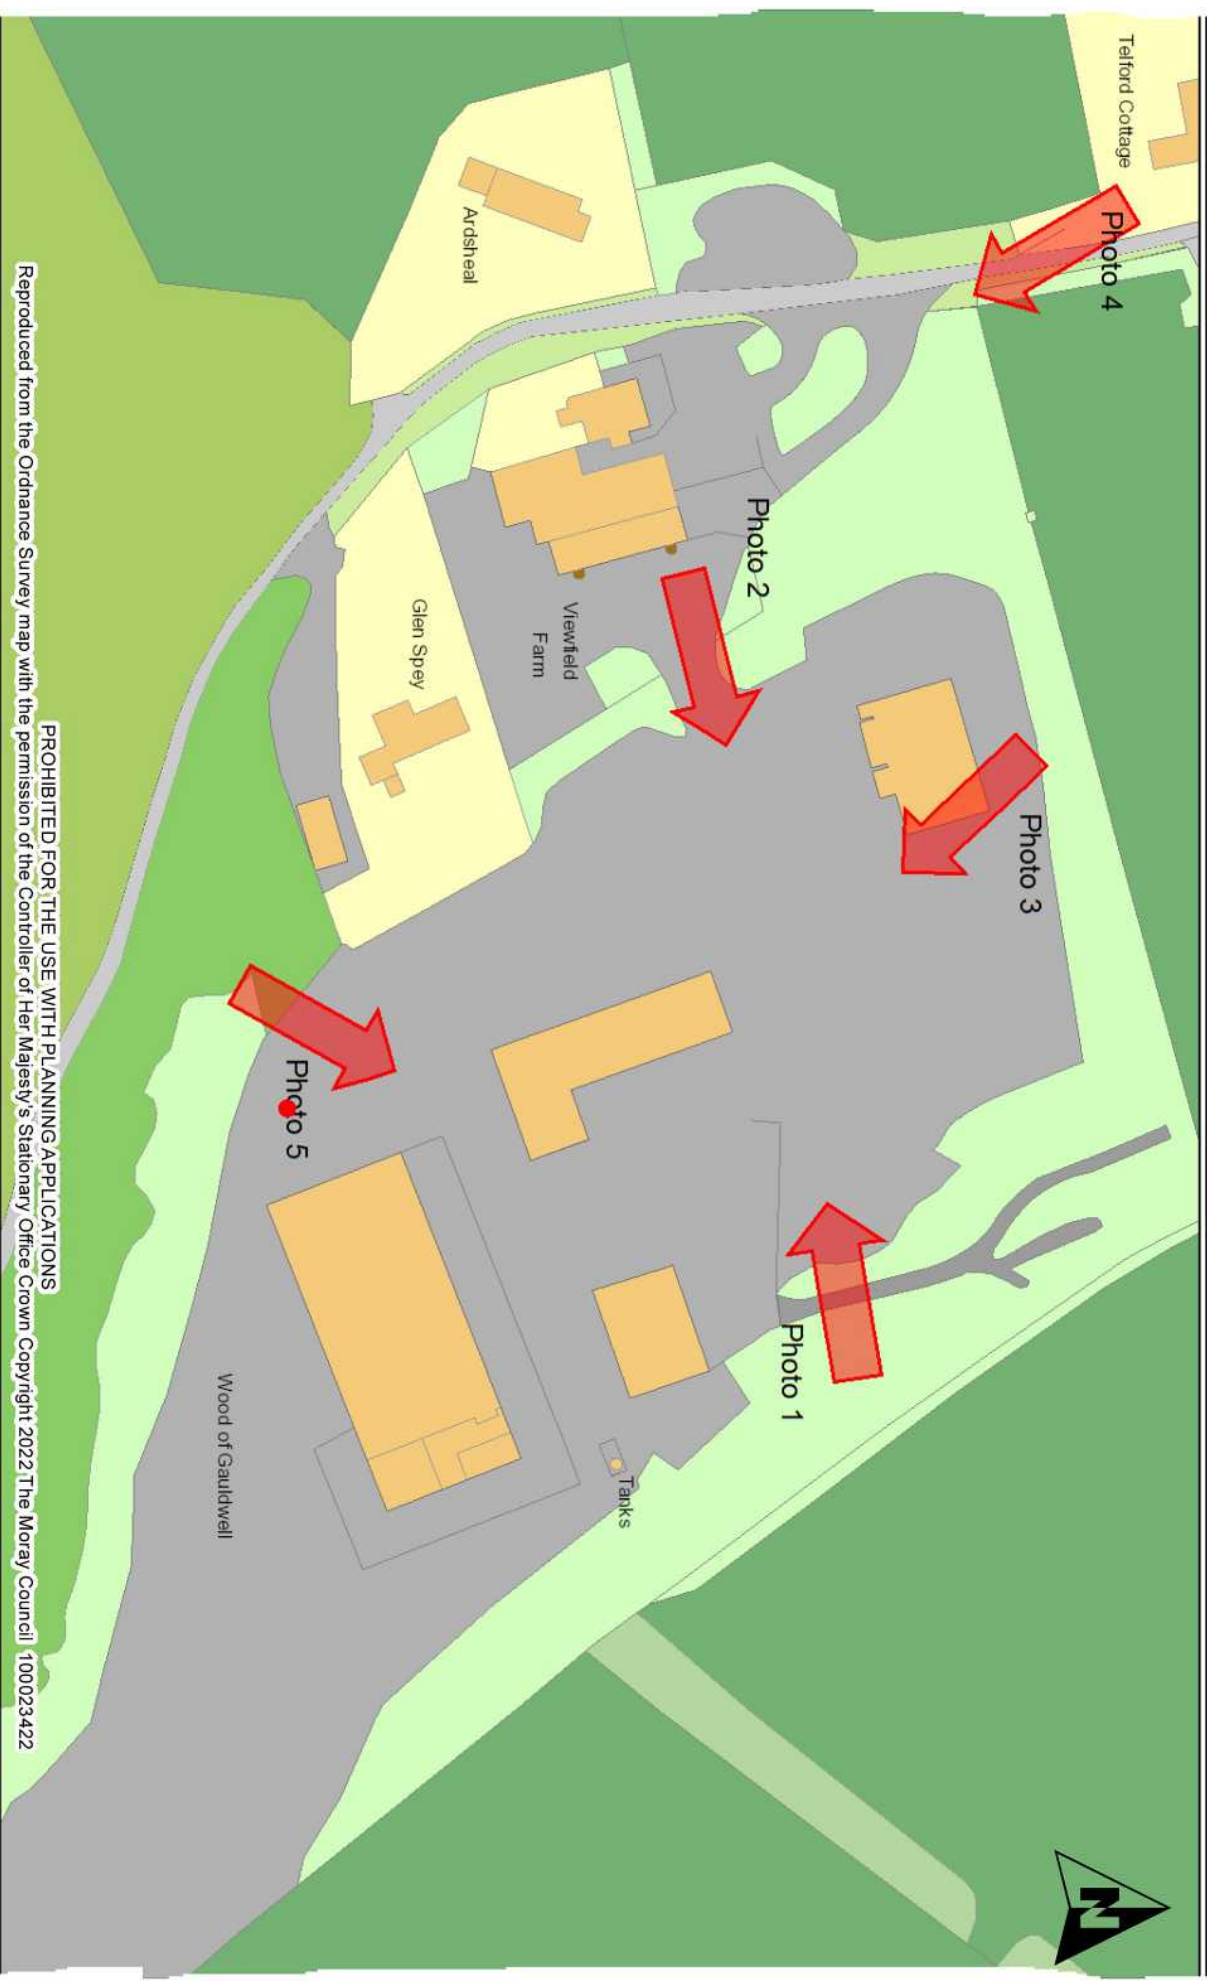 Telford Cottage
Photo 4
Ardsheal
Photo 2
Viewfield
Farm
Glen Spey
Photo 3
Photo 5
Photo 1
Tanks
Wood of Gauldwell
N
PROHIBITED FOR THE USE WITH PLANNING APPLICATIONS
Reproduced from the Ordnance Survey map with the permission of the Controller of Her Majesty's Stationary Office Crown Copyright 2022 The Moray Council 100023422